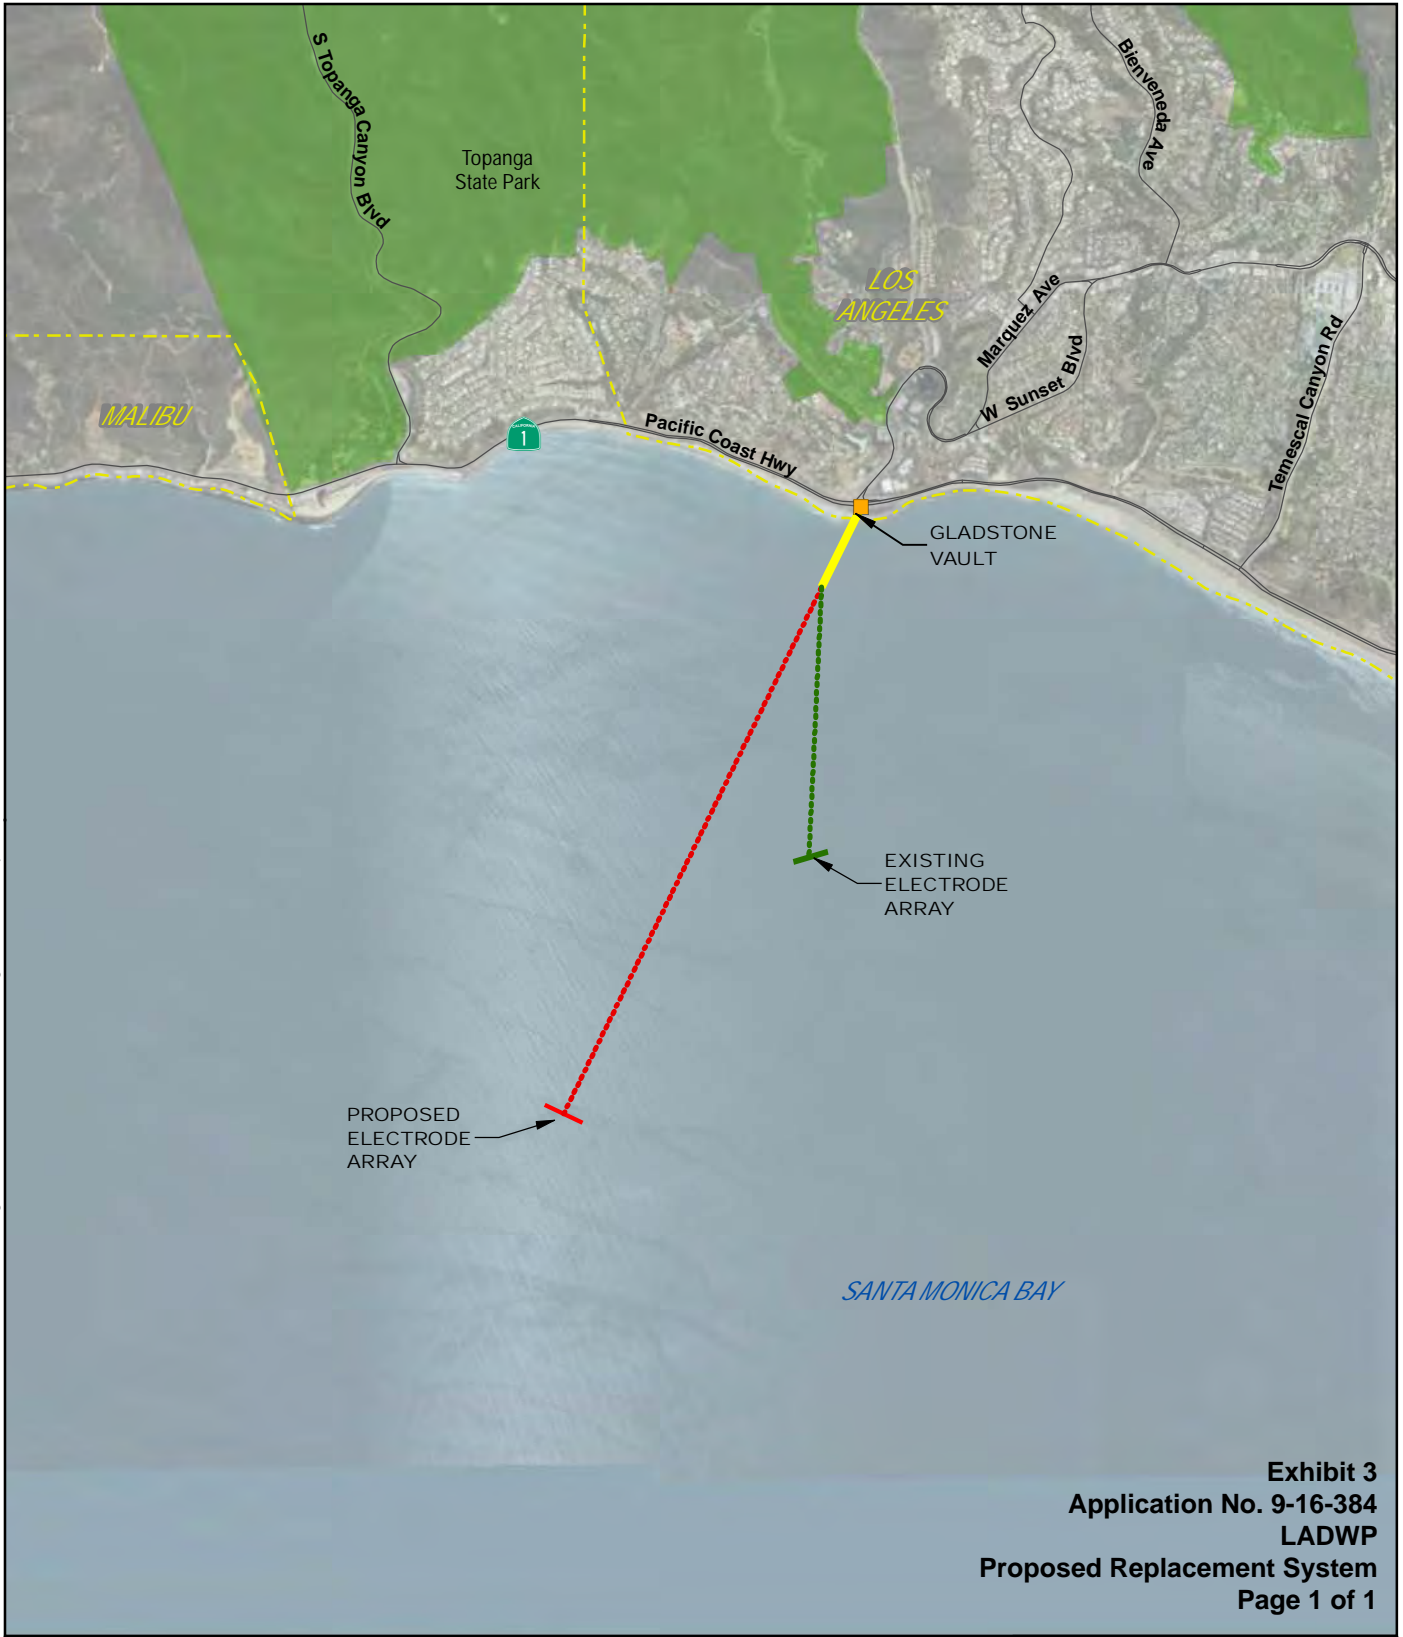 S Topanga Canyon Blvd
Bienveneda Ave
Topanga
State Park
LOS
ANGELES
Marquez Ave
W Sunset Blvd
Temescal Canyon Rd
MALIBU
CALIFORNIA
1
Pacific Coast Hwy
GLADSTONE
VAULT
EXISTING
ELECTRODE
ARRAY
PROPOSED
ELECTRODE
ARRAY
SANTA MONICA BAY
Exhibit 3
Application No. 9-16-384
LADWP
Proposed Replacement System
Page 1 of 1